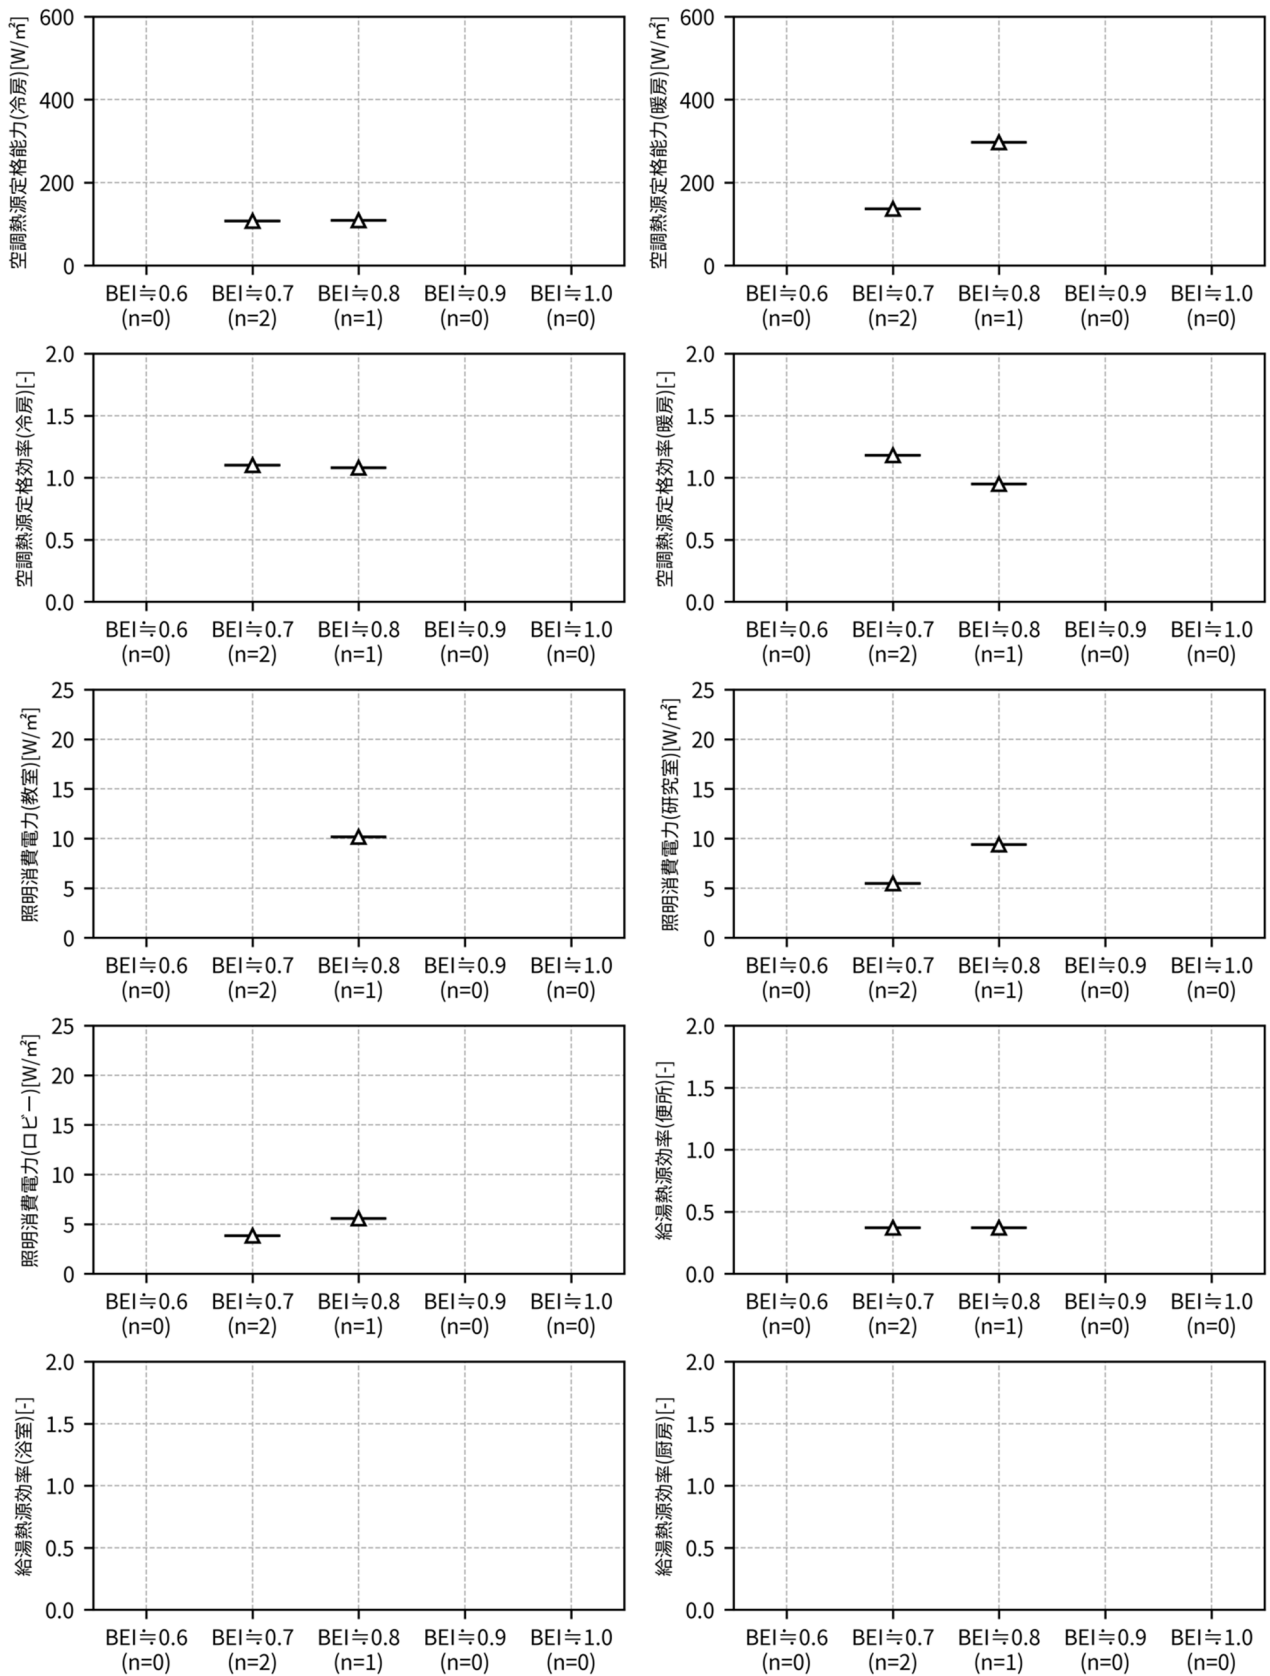 空調熱源定格能力(冷房)[W/㎡]
600
400
200
0
BEI≒0.6 BEI≒0.7 BEI≒0.8 BEI≒0.9 BEI≒1.0
(n=0) (n=2) (n=1) (n=0) (n=0)
空調熱源定格能力(暖房)[W/㎡]
600
400
200
0
BEI≒0.6 BEI≒0.7 BEI≒0.8 BEI≒0.9 BEI≒1.0
(n=0) (n=2) (n=1) (n=0) (n=0)
空調熱源定格効率(冷房)[-]
2.0
1.5
1.0
0.5
0.0
BEI≒0.6 BEI≒0.7 BEI≒0.8 BEI≒0.9 BEI≒1.0
(n=0) (n=2) (n=1) (n=0) (n=0)
空調熱源定格効率(暖房)[-]
2.0
1.5
1.0
0.5
0.0
BEI≒0.6 BEI≒0.7 BEI≒0.8 BEI≒0.9 BEI≒1.0
(n=0) (n=2) (n=1) (n=0) (n=0)
照明消費電力(教室)[W/㎡]
25
20
15
10
5
0
BEI≒0.6 BEI≒0.7 BEI≒0.8 BEI≒0.9 BEI≒1.0
(n=0) (n=2) (n=1) (n=0) (n=0)
照明消費電力(研究室)[W/㎡]
25
20
15
10
5
0
BEI≒0.6 BEI≒0.7 BEI≒0.8 BEI≒0.9 BEI≒1.0
(n=0) (n=2) (n=1) (n=0) (n=0)
照明消費電力(ロビー)[W/㎡]
25
20
15
10
5
0
BEI≒0.6 BEI≒0.7 BEI≒0.8 BEI≒0.9 BEI≒1.0
(n=0) (n=2) (n=1) (n=0) (n=0)
給湯熱源効率(便所)[-]
2.0
1.5
1.0
0.5
0.0
BEI≒0.6 BEI≒0.7 BEI≒0.8 BEI≒0.9 BEI≒1.0
(n=0) (n=2) (n=1) (n=0) (n=0)
給湯熱源効率(浴室)[-]
2.0
1.5
1.0
0.5
0.0
BEI≒0.6 BEI≒0.7 BEI≒0.8 BEI≒0.9 BEI≒1.0
(n=0) (n=2) (n=1) (n=0) (n=0)
給湯熱源効率(厨房)[-]
2.0
1.5
1.0
0.5
0.0
BEI≒0.6 BEI≒0.7 BEI≒0.8 BEI≒0.9 BEI≒1.0
(n=0) (n=2) (n=1) (n=0) (n=0)